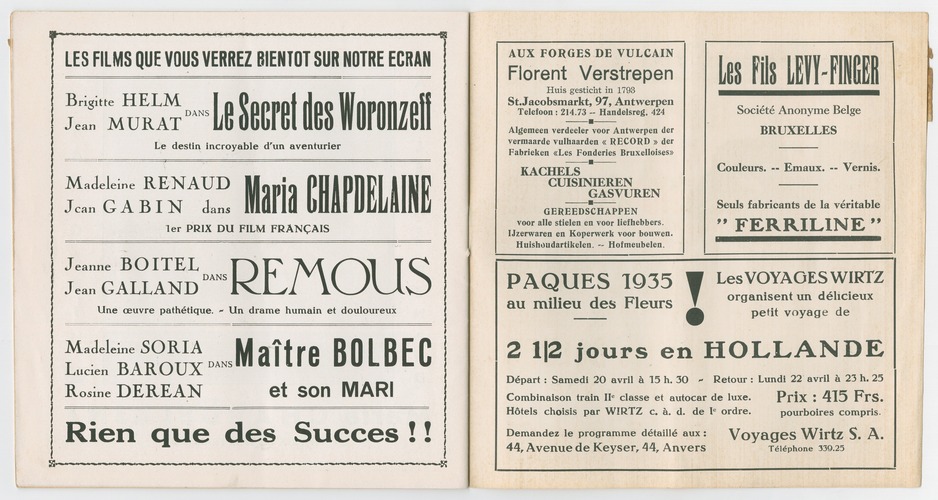 LES FILMS QUE VOUS VERREZ BIENTOT SUR NOTRE ECRAN
Brigitte HELM
Jean MURAT
DANS
Le Secret des Woronzeff
Le destin incroyable d'un aventurier
Madeleine RENAUD
Jean GABIN dans
Maria CHAPDELAINE
1er PRIX DU FILM FRANÇAIS
Jeanne BOITEL
Jean GALLAND
DANS
REMOUS
Une œuvre pathétique. - Un drame humain et douloureux
Madeleine SORIA
Lucien BAROUX
Rosine DEREAN
DANS
Maître BOLBEC
et son MARI
Rien que des Succes !!
AUX FORGES DE VULCAIN
Florent Verstrepen
Huis gesticht in 1793
St.Jacobsmarkt, 97, Antwerpen
Telefoon : 214.73 -- Handelsreg. 424
Algemeen verdeeler voor Antwerpen der
vermaarde vulhaarden « RECORD » der
Fabrieken «Les Fonderies Bruxelloises»
KACHELS
CUISINIEREN
GASVUREN
GEREEDSCHAPPEN
voor alle stielen en voor liefhebbers.
IJzerwaren en Koperwerk voor bouwen.
Huishoudartikelen. -- Hofmeubelen.
Les Fils LEVY-FINGER
Société Anonyme Belge
BRUXELLES
Couleurs. -- Emaux. -- Vernis.
Seuls fabricants de la véritable
" FERRILINE "
PAQUES 1935
au milieu des Fleurs
!
Les VOYAGES WIRTZ
organisent un délicieux
petit voyage de
2 1|2 jours en HOLLANDE
Départ : Samedi 20 avril à 15 h. 30 - Retour : Lundi 22 avril à 23 h. 25
Combinaison train IIe classe et autocar de luxe.
Hôtels choisis par WIRTZ c. à. d. de 1e ordre.
Prix : 415 Frs.
pourboires compris.
Demandez le programme détaillé aux :
44, Avenue de Keyser, 44, Anvers
Voyages Wirtz S. A.
Téléphone 339.25